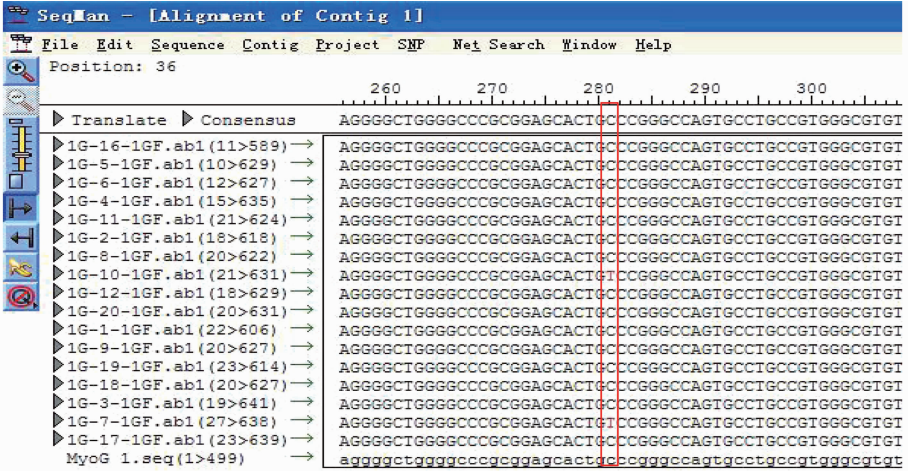 SeqMan - [Alignment of Contig 1]
File Edit Sequence Contig Project SNP Net Search Window Help
Position: 36
260 270 280 290 300
Translate Consensus AGGGGCTGGGGCCCGCGGAGCACTGCCCGGGCCAGTGCCTGCCGTGGGCGTGT
1G-16-1GF.ab1(11>589)→ AGGGGCTGGGGCCCGCGGAGCACTGCCCGGGCCAGTGCCTGCCGTGGGCGTGT
1G-5-1GF.ab1(10>629)→ AGGGGCTGGGGCCCGCGGAGCACTGCCCGGGCCAGTGCCTGCCGTGGGCGTGT
1G-6-1GF.ab1(12>627)→ AGGGGCTGGGGCCCGCGGAGCACTGCCCGGGCCAGTGCCTGCCGTGGGCGTGT
1G-4-1GF.ab1(15>635)→ AGGGGCTGGGGCCCGCGGAGCACTGCCCGGGCCAGTGCCTGCCGTGGGCGTGT
1G-11-1GF.ab1(21>624)→ AGGGGCTGGGGCCCGCGGAGCACTGCCCGGGCCAGTGCCTGCCGTGGGCGTGT
1G-2-1GF.ab1(18>618) → AGGGGCTGGGGCCCGCGGAGCACTGCCCGGGCCAGTGCCTGCCGTGGGCGTGT
1G-8-1GF.ab1(20>622) → AGGGGCTGGGGCCCGCGGAGCACTGCCCGGGCCAGTGCCTGCCGTGGGCGTGT
1G-10-1GF.ab1(21>631)→ AGGGGCTGGGGCCCGCGGAGCACTGTCCGGGCCAGTGCCTGCCGTGGGCGTGT
1G-12-1GF.ab1(18>629)→ AGGGGCTGGGGCCCGCGGAGCACTGCCCGGGCCAGTGCCTGCCGTGGGCGTGT
1G-20-1GF.ab1(20>631)→ AGGGGCTGGGGCCCGCGGAGCACTGCCCGGGCCAGTGCCTGCCGTGGGCGTGT
1G-1-1GF.ab1(22>606) → AGGGGCTGGGGCCCGCGGAGCACTGCCCGGGCCAGTGCCTGCCGTGGGCGTGT
1G-9-1GF.ab1(20>627) → AGGGGCTGGGGCCCGCGGAGCACTGCCCGGGCCAGTGCCTGCCGTGGGCGTGT
1G-19-1GF.ab1(23>614)→ AGGGGCTGGGGCCCGCGGAGCACTGCCCGGGCCAGTGCCTGCCGTGGGCGTGT
1G-18-1GF.ab1(20>627)→ AGGGGCTGGGGCCCGCGGAGCACTGCCCGGGCCAGTGCCTGCCGTGGGCGTGT
1G-3-1GF.ab1(19>641) → AGGGGCTGGGGCCCGCGGAGCACTGCCCGGGCCAGTGCCTGCCGTGGGCGTGT
1G-7-1GF.ab1(27>638) → AGGGGCTGGGGCCCGCGGAGCACTGTCCGGGCCAGTGCCTGCCGTGGGCGTGT
1G-17-1GF.ab1(23>639)→ AGGGGCTGGGGCCCGCGGAGCACTGCCCGGGCCAGTGCCTGCCGTGGGCGTGT
MyoG 1.seq(1>499) → aggggctggggcccgcggagcactgcccgggccagtgcctgccgtgggcgtgt